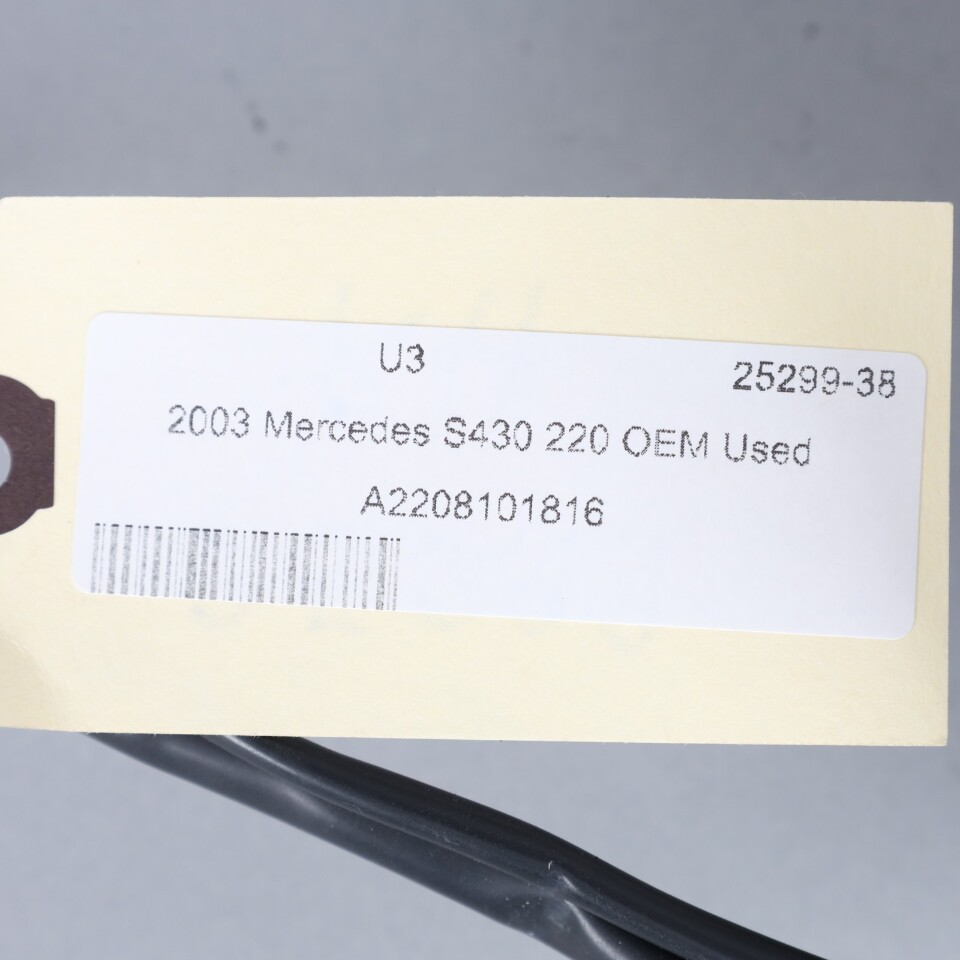 U3 25299-38
2003 Mercedes S430 220 OEM Used
A2208101816